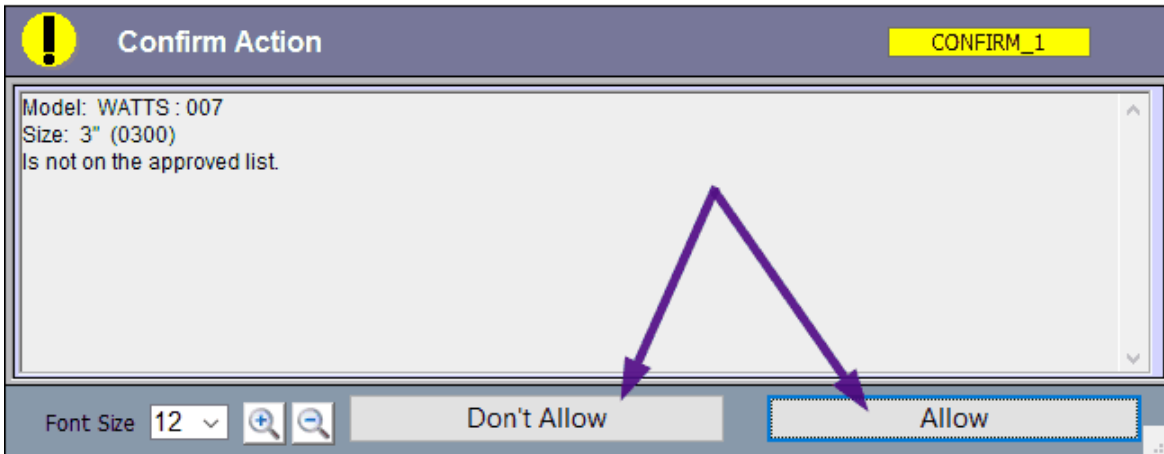 Confirm Action
CONFIRM_1
Model: WATTS : 007
Size: 3" (0300)
Is not on the approved list.
Font Size 12
Don't Allow
Allow